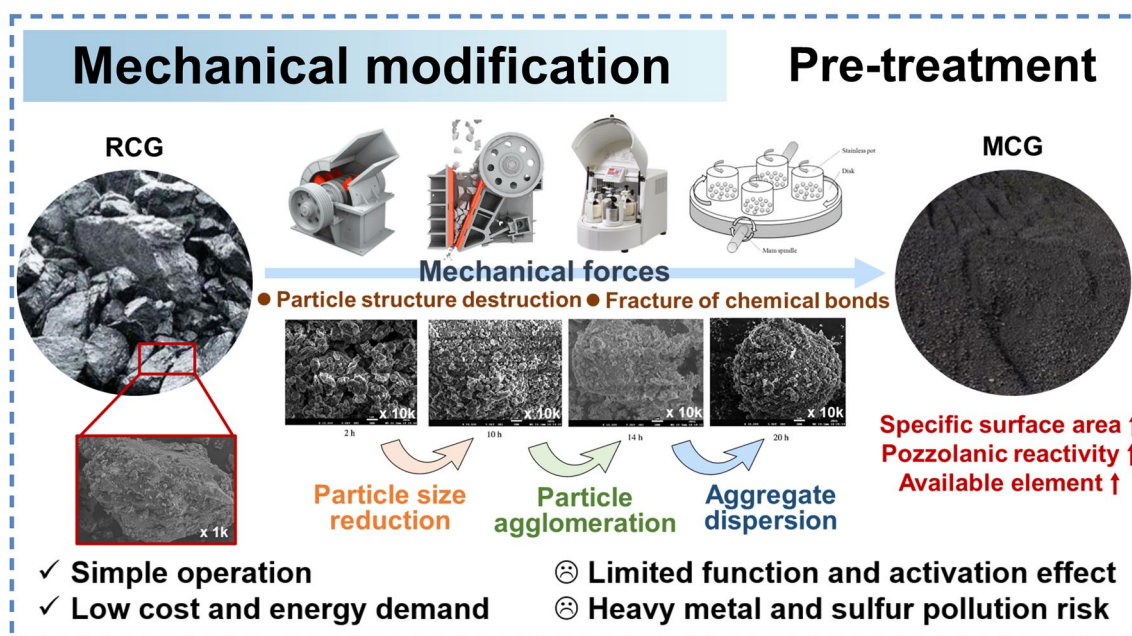 Mechanical modification
Pre-treatment
RCG
MCG
Stainless pot
Disk
Main spindle
Mechanical forces
● Particle structure destruction ● Fracture of chemical bonds
x 10k
x 10k
x 10k
x 10k
2 h
10 h
14 h
20 h
Particle size
reduction
Particle
agglomeration
Aggregate
dispersion
x 1k
Specific surface area ↑
Pozzolanic reactivity ↑
Available element ↑
✓ Simple operation
✓ Low cost and energy demand
☹ Limited function and activation effect
☹ Heavy metal and sulfur pollution risk